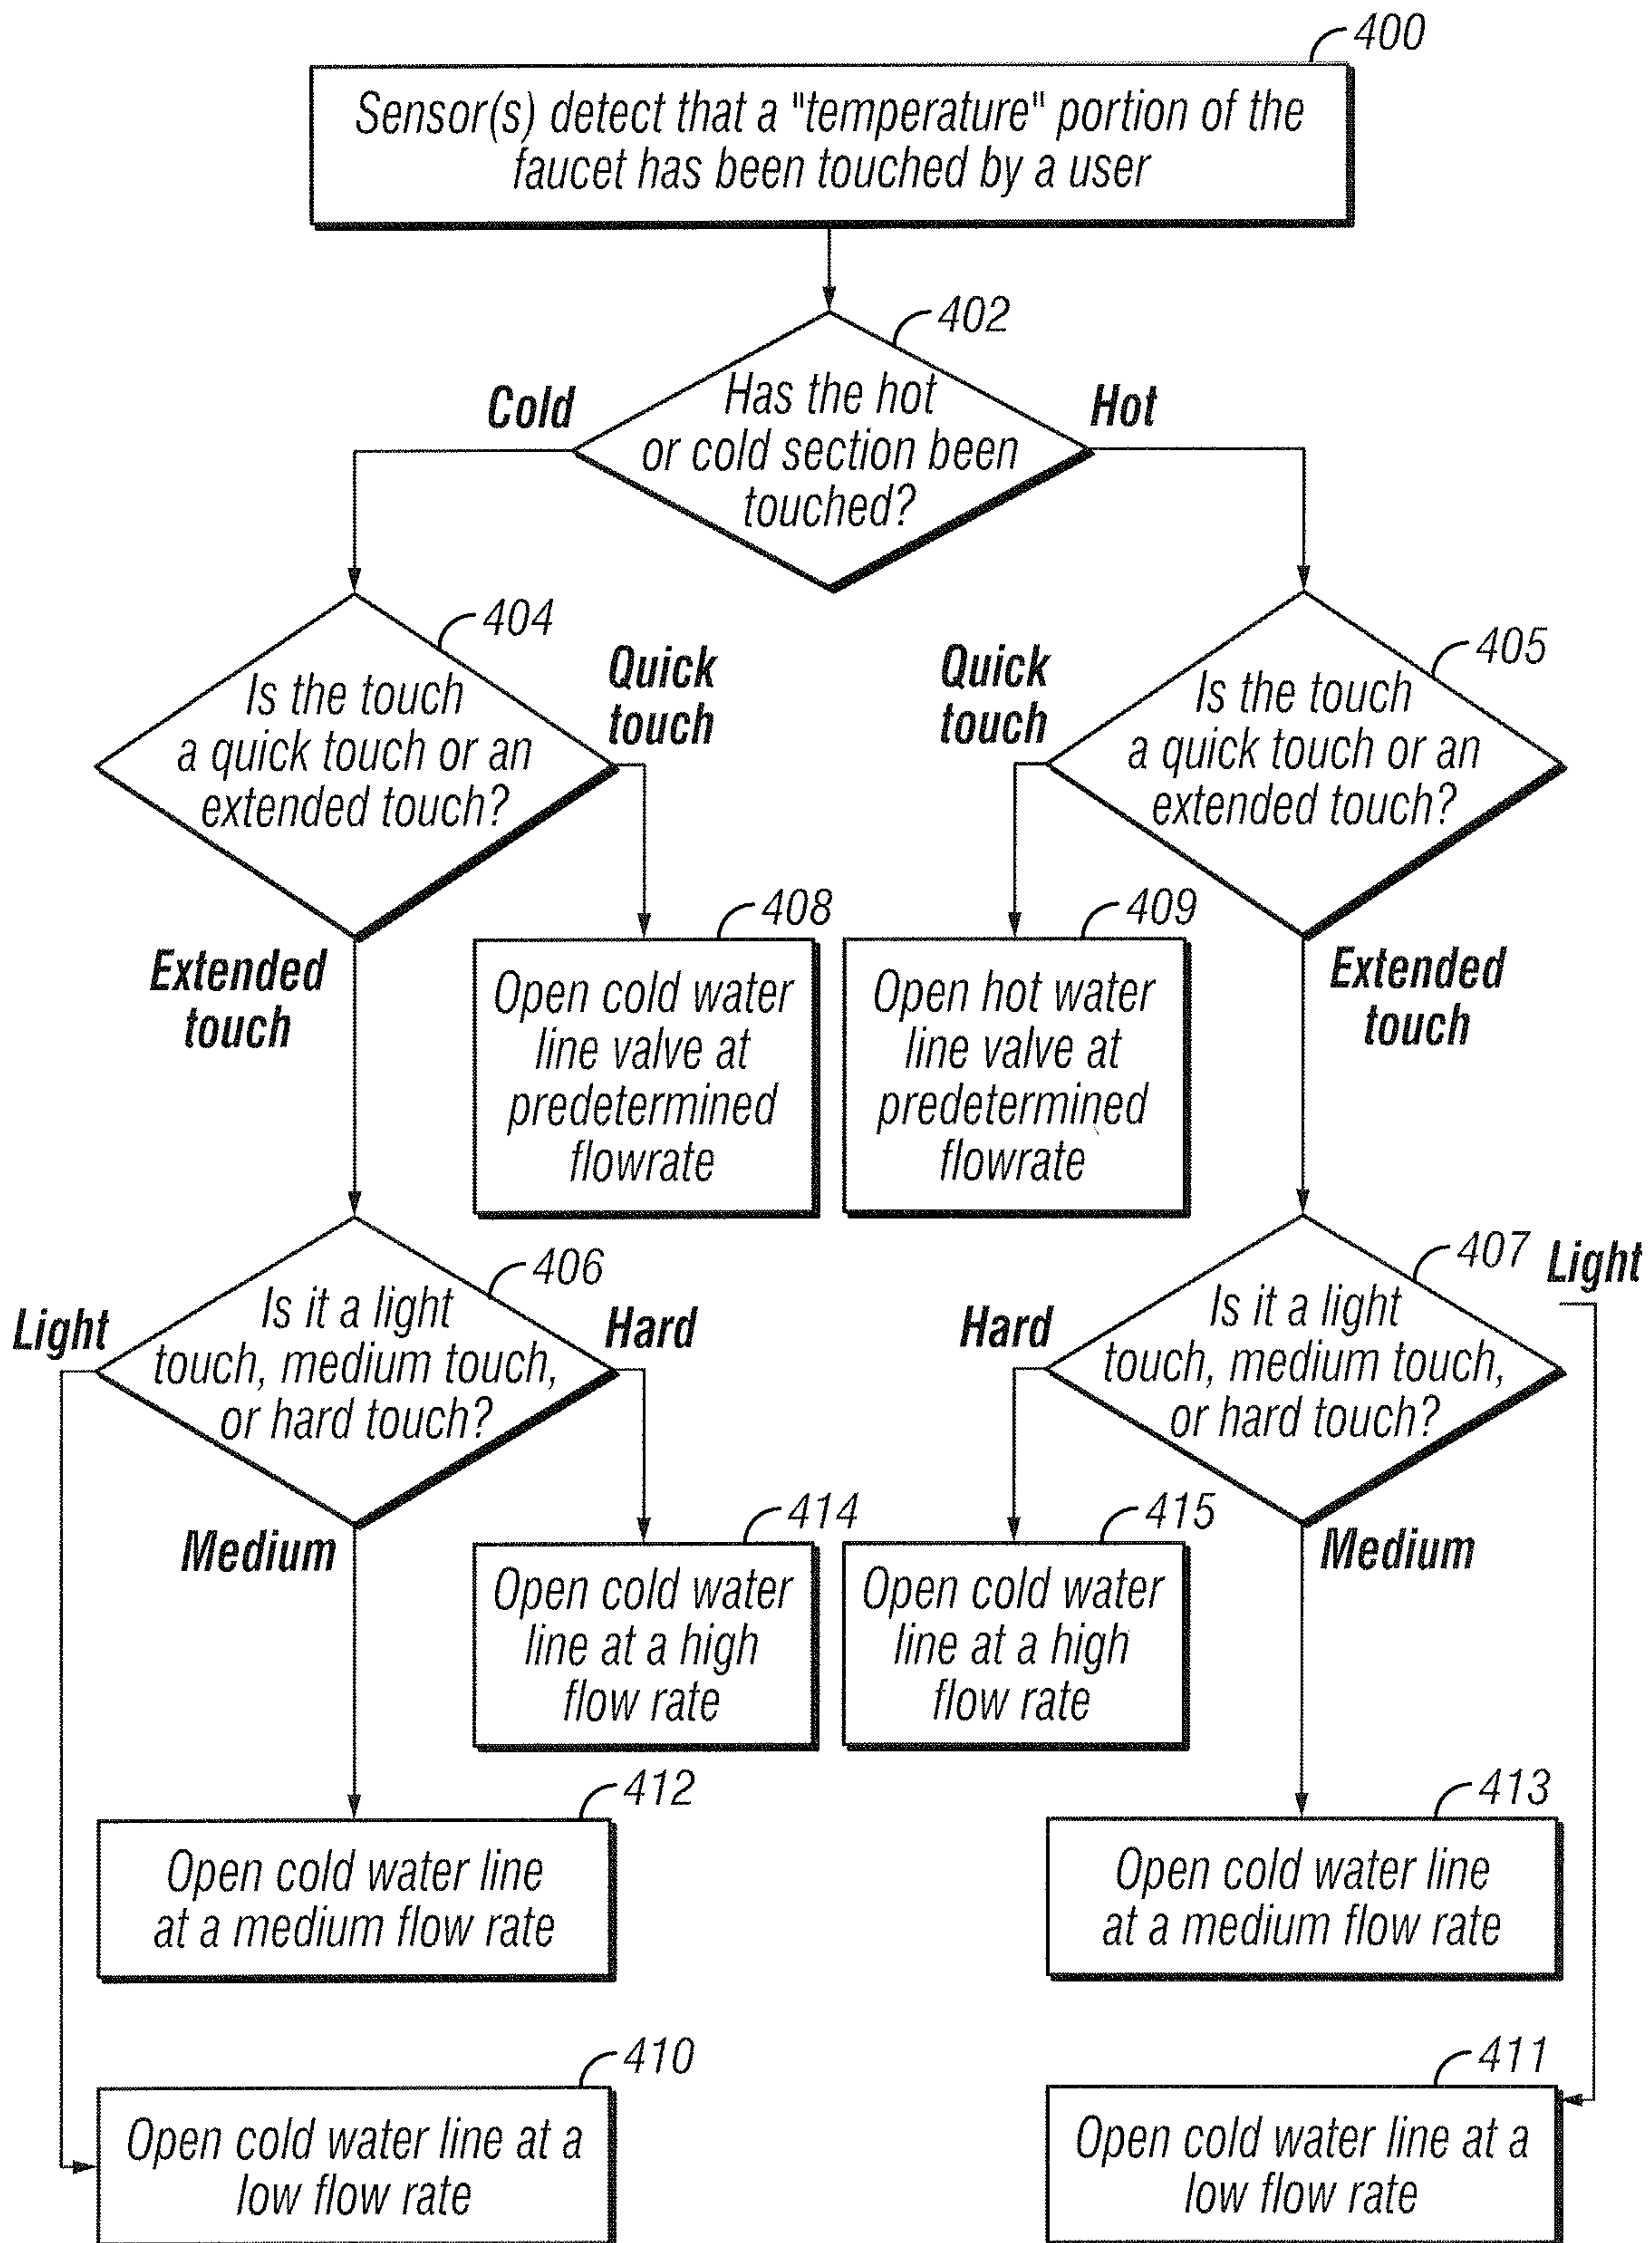 400
Sensor(s) detect that a "temperature" portion of the
faucet has been touched by a user
402
Cold
Has the hot
or cold section been
touched?
Hot
404
Is the touch
a quick touch or an
extended touch?
Quick
touch
Quick
touch
405
Is the touch
a quick touch or an
extended touch?
Extended
touch
408
Open cold water
line valve at
predetermined
flowrate
409
Open hot water
line valve at
predetermined
flowrate
Extended
touch
406
Light
Is it a light
touch, medium touch,
or hard touch?
Hard
407
Hard
Is it a light
touch, medium touch,
or hard touch?
Light
Medium
414
Open cold water
line at a high
flow rate
415
Open cold water
line at a high
flow rate
Medium
412
Open cold water line
at a medium flow rate
413
Open cold water line
at a medium flow rate
410
Open cold water line at a
low flow rate
411
Open cold water line at a
low flow rate